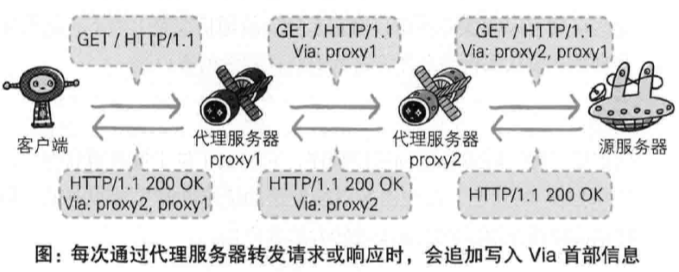 GET / HTTP/1.1
GET / HTTP/1.1
Via: proxy1
GET / HTTP/1.1
Via: proxy2, proxy1
客户端
代理服务器
proxy1
代理服务器
proxy2
源服务器
HTTP/1.1 200 OK
Via: proxy2, proxy1
HTTP/1.1 200 OK
Via: proxy2
HTTP/1.1 200 OK
图：每次通过代理服务器转发请求或响应时，会追加写入 Via 首部信息